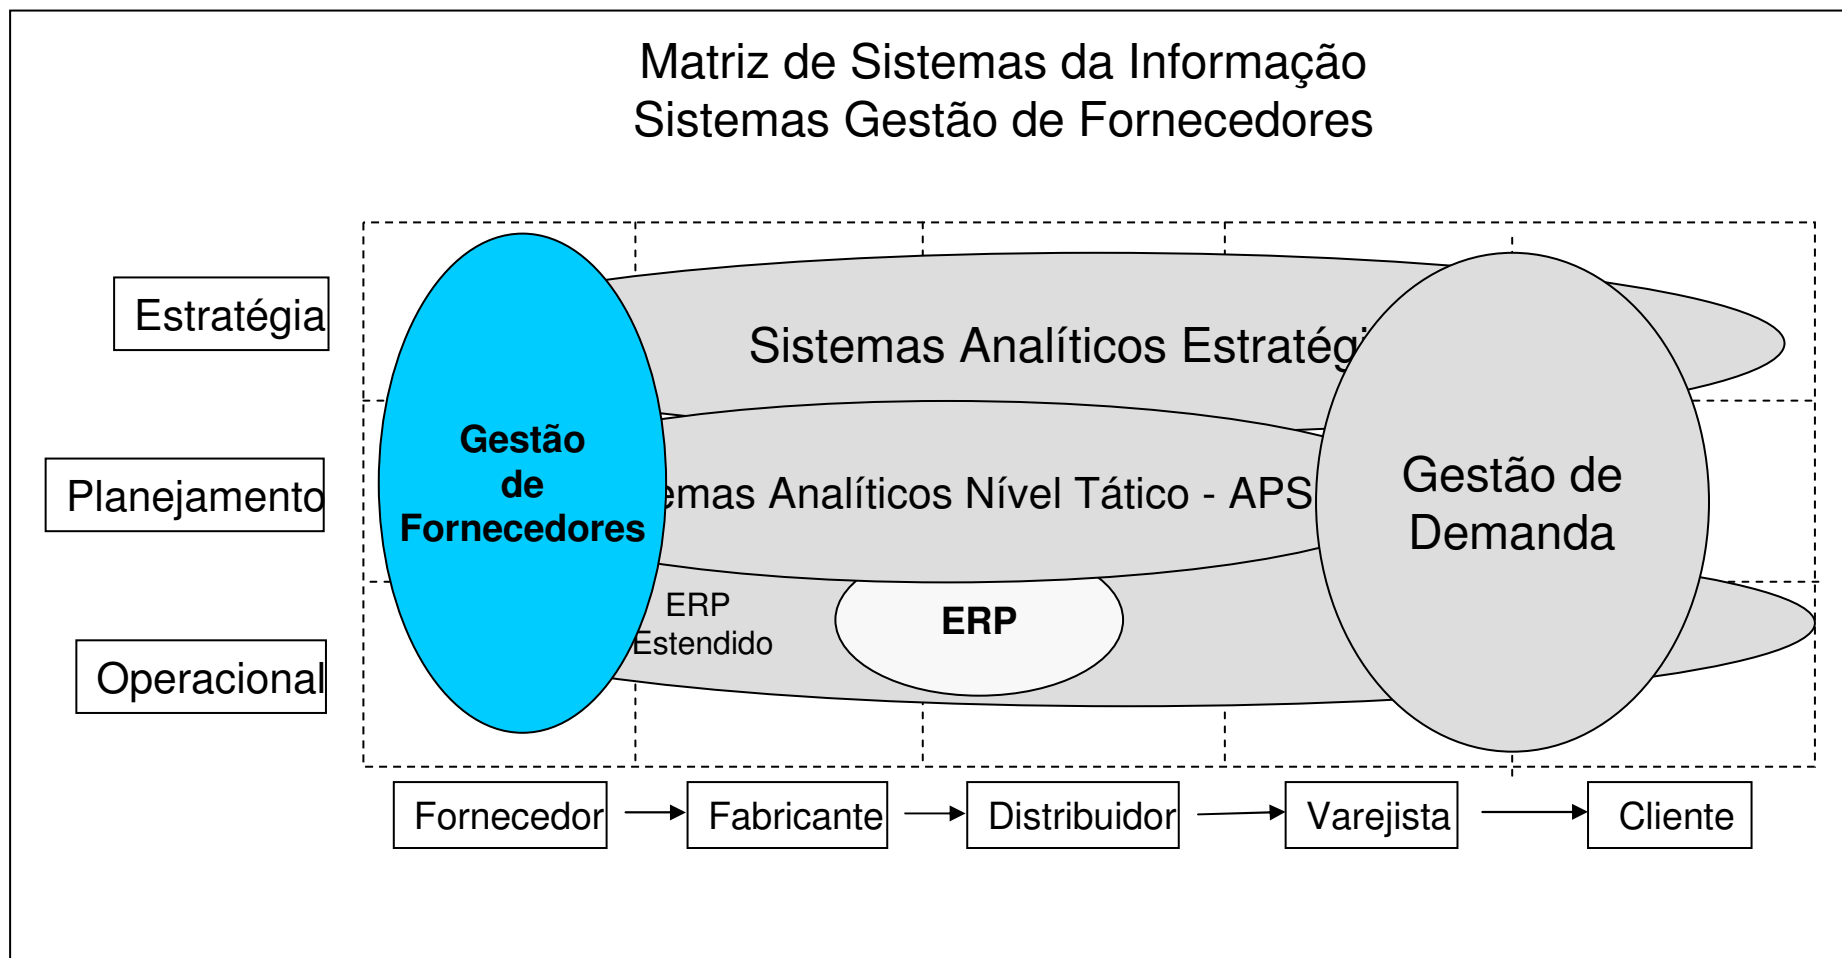 Matriz de Sistemas da Informação
Sistemas Gestão de Fornecedores
Estratégia
Sistemas Analíticos Estratég
Planejamento
Gestão
de
Fornecedores
emas Analíticos Nível Tático - APS
Gestão de
Demanda
ERP
Estendido
ERP
Operacional
Fornecedor
Fabricante
Distribuidor
Varejista
Cliente